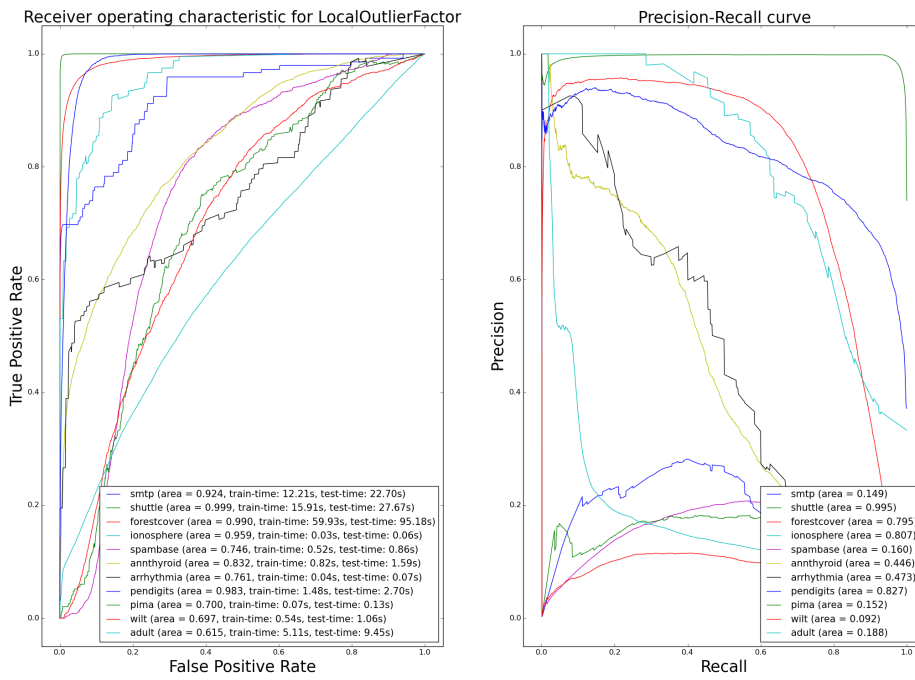 Receiver operating characteristic for LocalOutlierFactor
1.0
0.8
0.6
0.4
0.2
0.0
True Positive Rate
0.0 0.2 0.4 0.6 0.8 1.0
False Positive Rate
smtp (area = 0.924, train-time: 12.21s, test-time: 22.70s)
shuttle (area = 0.999, train-time: 15.91s, test-time: 27.67s)
forestcover (area = 0.990, train-time: 59.93s, test-time: 95.18s)
ionosphere (area = 0.959, train-time: 0.03s, test-time: 0.06s)
spambase (area = 0.746, train-time: 0.52s, test-time: 0.86s)
annthyroid (area = 0.832, train-time: 0.82s, test-time: 1.59s)
arrhythmia (area = 0.761, train-time: 0.04s, test-time: 0.07s)
pendigits (area = 0.983, train-time: 1.48s, test-time: 2.70s)
pima (area = 0.700, train-time: 0.07s, test-time: 0.13s)
wilt (area = 0.697, train-time: 0.54s, test-time: 1.06s)
adult (area = 0.615, train-time: 5.11s, test-time: 9.45s)
Precision-Recall curve
1.0
0.8
0.6
0.4
0.2
0.0
Precision
0.0 0.2 0.4 0.6 0.8 1.0
Recall
smtp (area = 0.149)
shuttle (area = 0.995)
forestcover (area = 0.795)
ionosphere (area = 0.807)
spambase (area = 0.160)
annthyroid (area = 0.446)
arrhythmia (area = 0.473)
pendigits (area = 0.827)
pima (area = 0.152)
wilt (area = 0.092)
adult (area = 0.188)